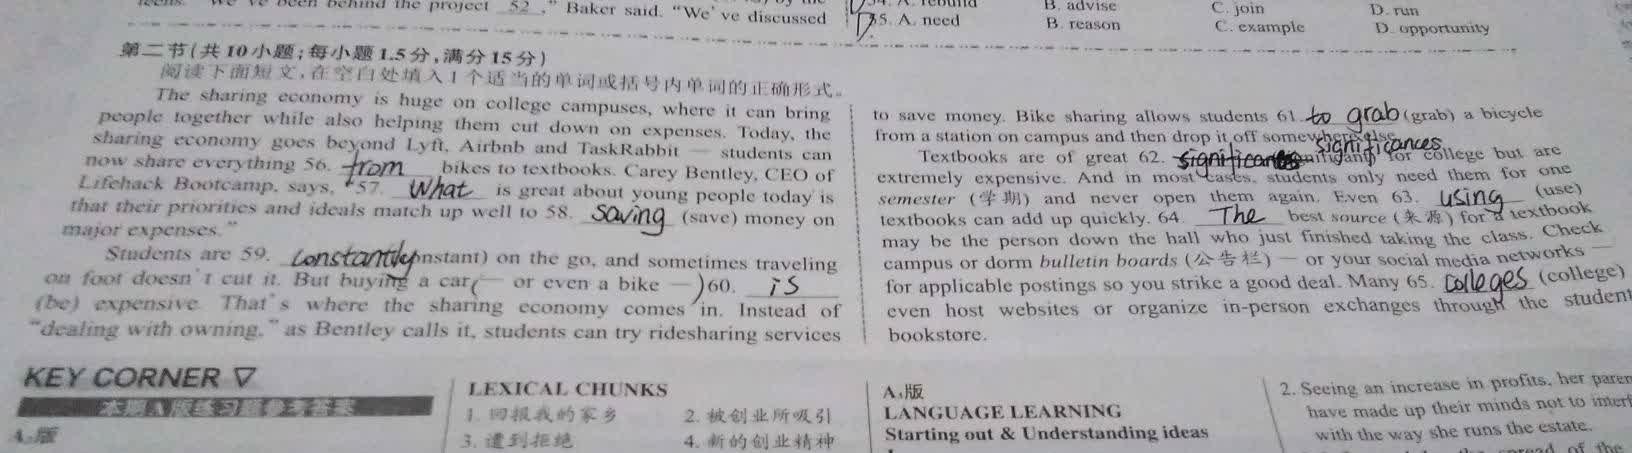 we've been behind the project 52 ," Baker said. "We've discussed
A. rebuild B. advise C. join D. run
35. A. need B. reason C. example D. opportunity
第二节(共10小题;每小题1.5分,满分15分)
阅读下面短文,在空白处填入1个适当的单词或括号内单词的正确形式。
The sharing economy is huge on college campuses, where it can bring
people together while also helping them cut down on expenses. Today, the
sharing economy goes beyond Lyft, Airbnb and TaskRabbit — students can
now share everything 56. from bikes to textbooks. Carey Bentley, CEO of
Lifehack Bootcamp, says, "57. What is great about young people today is
that their priorities and ideals match up well to 58. Saving (save) money on
major expenses."
Students are 59. constantly (constant) on the go, and sometimes traveling
on foot doesn't cut it. But buying a car (— or even a bike —) 60. is
(be) expensive. That's where the sharing economy comes in. Instead of
"dealing with owning," as Bentley calls it, students can try ridesharing services
to save money. Bike sharing allows students 61. to grab (grab) a bicycle
from a station on campus and then drop it off somewhere else.
significances
Textbooks are of great 62. (significant) for college but are
extremely expensive. And in most cases, students only need them for one
semester (学期) and never open them again. Even 63. using (use)
textbooks can add up quickly. 64. The best source (来源) for a textbook
may be the person down the hall who just finished taking the class. Check
campus or dorm bulletin boards (公告栏) — or your social media networks —
for applicable postings so you strike a good deal. Many 65. colleges (college)
even host websites or organize in-person exchanges through the student
bookstore.
KEY CORNER ▽
本期A版练习题参考答案
A1版
LEXICAL CHUNKS
1. 回报我的家乡 2. 被创业所吸引
3. 遭到拒绝 4. 新的创业精神
A3版
LANGUAGE LEARNING
Starting out & Understanding ideas
2. Seeing an increase in profits, her
have made up their minds not to
with the way she runs the estate.